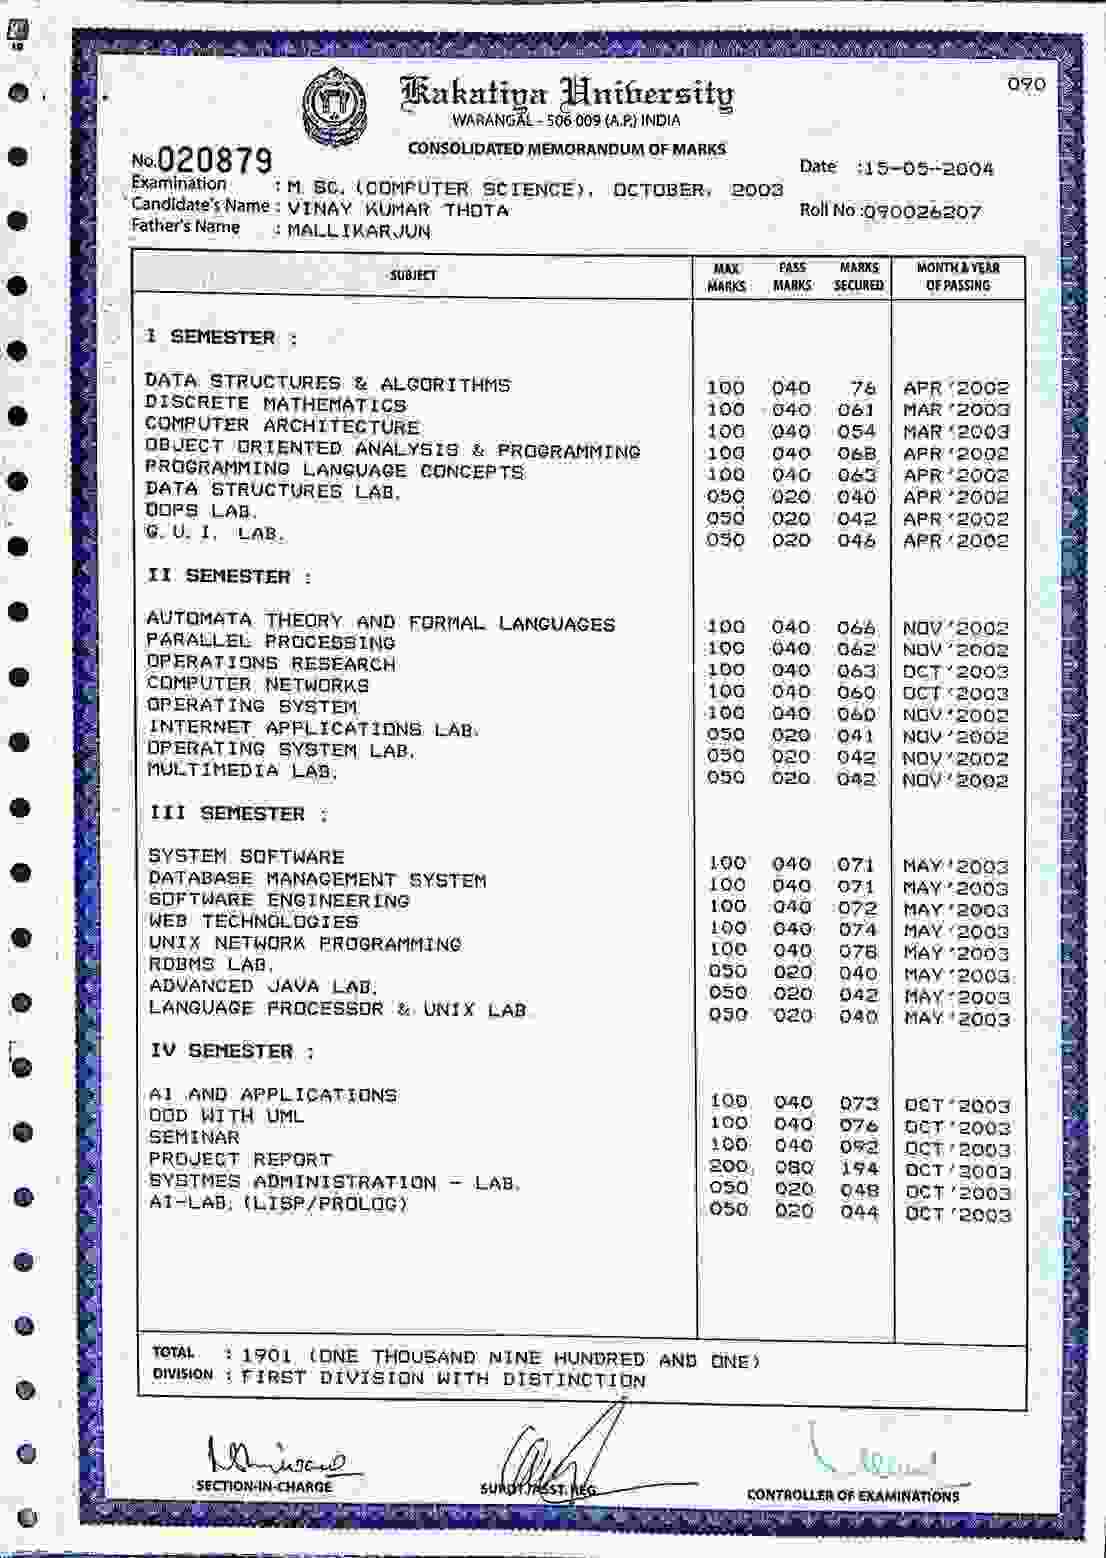 090
Kakatiya University
WARANGAL - 506 009 (A.P.) INDIA
CONSOLIDATED MEMORANDUM OF MARKS
No. 020879
Date : 15-05-2004
Examination : M. SC. (COMPUTER SCIENCE), OCTOBER, 2003
Candidate's Name : VINAY KUMAR THOTA
Roll No : 090026207
Father's Name : MALLIKARJUN
SUBJECT MAX. MARKS PASS MARKS MARKS SECURED MONTH & YEAR OF PASSING
I SEMESTER :
DATA STRUCTURES & ALGORITHMS 100 040 76 APR '2002
DISCRETE MATHEMATICS 100 040 061 MAR '2003
COMPUTER ARCHITECTURE 100 040 054 MAR '2003
OBJECT ORIENTED ANALYSIS & PROGRAMMING 100 040 068 APR '2002
PROGRAMMING LANGUAGE CONCEPTS 100 040 063 APR '2002
DATA STRUCTURES LAB. 050 020 040 APR '2002
OOPS LAB. 050 020 042 APR '2002
G.U.I. LAB. 050 020 046 APR '2002
II SEMESTER :
AUTOMATA THEORY AND FORMAL LANGUAGES 100 040 066 NOV '2002
PARALLEL PROCESSING 100 040 062 NOV '2002
OPERATIONS RESEARCH 100 040 063 OCT '2003
COMPUTER NETWORKS 100 040 060 OCT '2003
OPERATING SYSTEM 100 040 060 NOV '2002
INTERNET APPLICATIONS LAB. 050 020 041 NOV '2002
OPERATING SYSTEM LAB. 050 020 042 NOV '2002
MULTIMEDIA LAB. 050 020 042 NOV '2002
III SEMESTER :
SYSTEM SOFTWARE 100 040 071 MAY '2003
DATABASE MANAGEMENT SYSTEM 100 040 071 MAY '2003
SOFTWARE ENGINEERING 100 040 072 MAY '2003
WEB TECHNOLOGIES 100 040 074 MAY '2003
UNIX NETWORK PROGRAMMING 100 040 078 MAY '2003
RDBMS LAB. 050 020 040 MAY '2003
ADVANCED JAVA LAB. 050 020 042 MAY '2003
LANGUAGE PROCESSOR & UNIX LAB 050 020 040 MAY '2003
IV SEMESTER :
AI AND APPLICATIONS 100 040 073 OCT '2003
OOD WITH UML 100 040 076 OCT '2003
SEMINAR 100 040 092 OCT '2003
PROJECT REPORT 200 080 194 OCT '2003
SYSTMES ADMINISTRATION - LAB. 050 020 048 OCT '2003
AI-LAB. (LISP/PROLOG) 050 020 044 OCT '2003
TOTAL : 1901 (ONE THOUSAND NINE HUNDRED AND ONE)
DIVISION : FIRST DIVISION WITH DISTINCTION
SECTION-IN-CHARGE
SUPDT./ASST. REG.
CONTROLLER OF EXAMINATIONS